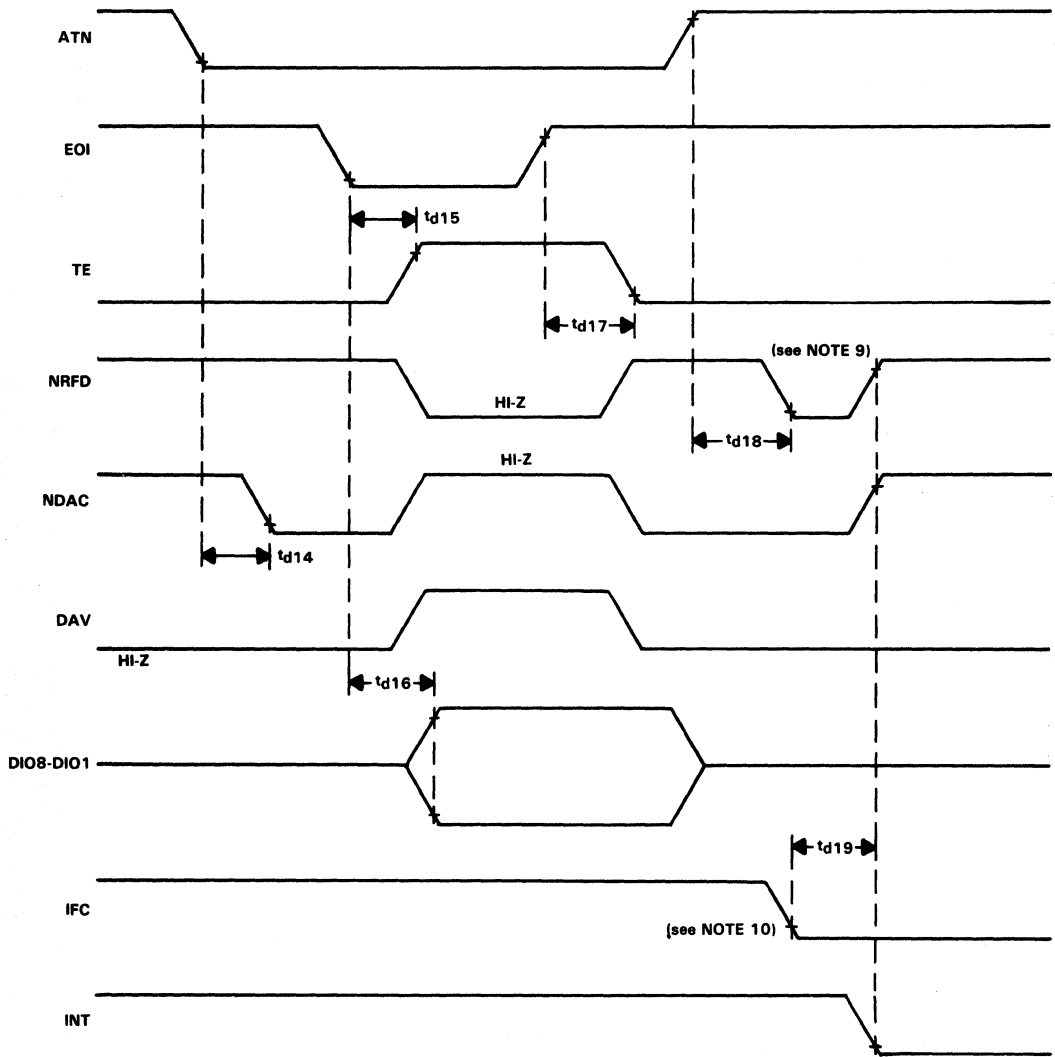 ATN
EOI
td15
TE
td17
(see NOTE 9)
NRFD
HI-Z
td18
HI-Z
NDAC
td14
DAV
HI-Z
td16
DIO8-DIO1
td19
IFC
(see NOTE 10)
INT